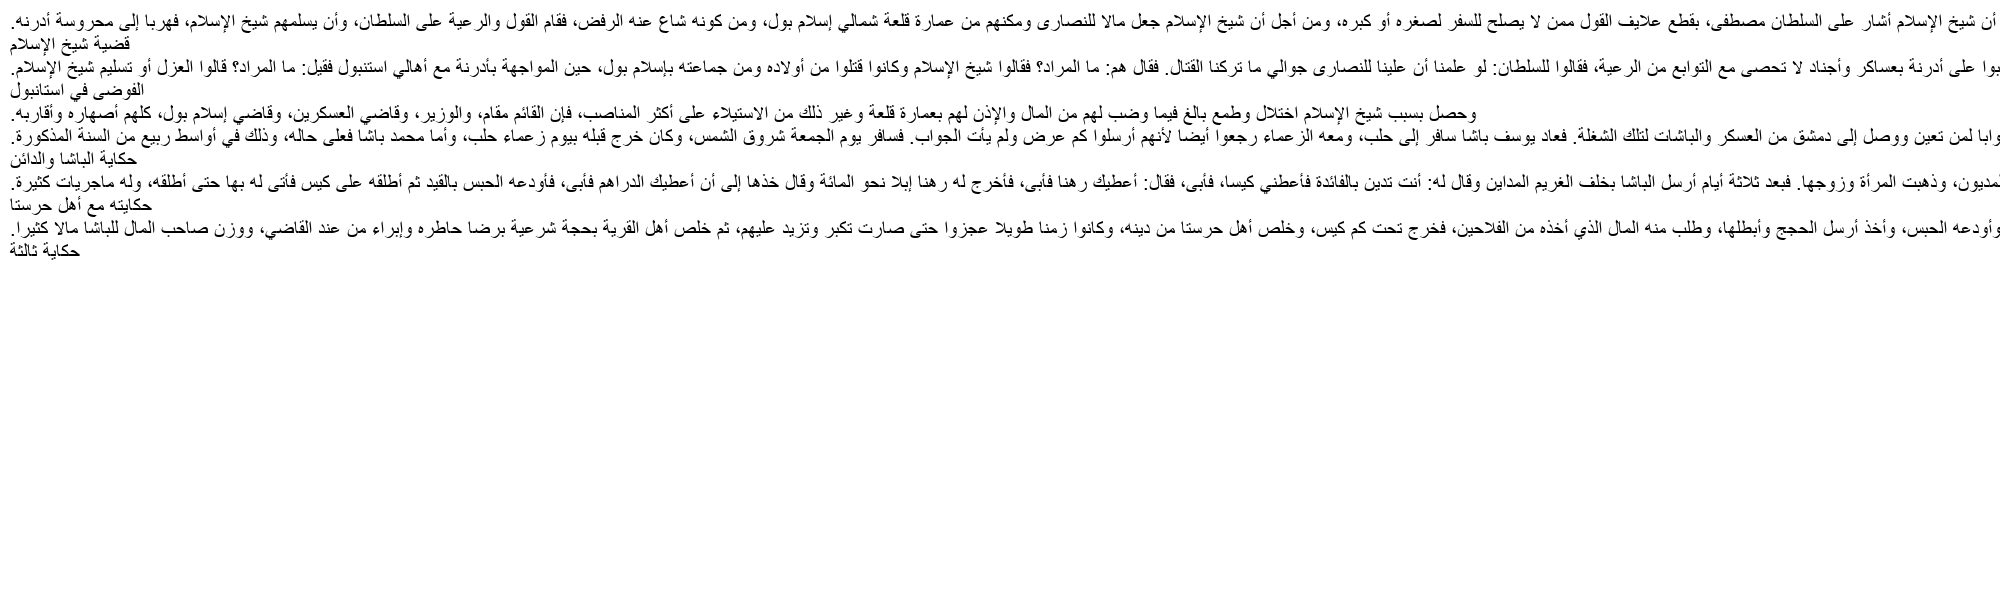 أن شيخ الإسلام أشار على السلطان مصطفى، بقطع علايف القول ممن لا يصلح للسفر لصغره أو كبره، ومن أجل أن شيخ الإسلام جعل مالا للنصارى ومكنهم من عمارة قلعة شمالي إسلام بول، ومن كونه شاع عنه الرفض، فقام القول والرعية على السلطان، وأن يسلمهم شيخ الإسلام، فهربا إلى محروسة أدرنه.
قضية شيخ الإسلام
بوا على أدرنة بعساكر وأجناد لا تحصى مع التوابع من الرعية، فقالوا للسلطان: لو علمنا أن علينا للنصارى جوالي ما تركنا القتال. فقال هم: ما المراد؟ فقالوا شيخ الإسلام وكانوا قتلوا من أولاده ومن جماعته بإسلام بول، حين المواجهة بأدرنة مع أهالي استنبول فقيل: ما المراد؟ قالوا العزل أو تسليم شيخ الإسلام.
الفوضى في استانبول
وحصل بسبب شيخ الإسلام اختلال وطمع بالغ فيما وضب لهم من المال والإذن لهم بعمارة قلعة وغير ذلك من الاستيلاء على أكثر المناصب، فإن القائم مقام، والوزير، وقاضي العسكرين، وقاضي إسلام بول، كلهم أصهاره وأقاربه.
وابا لمن تعين ووصل إلى دمشق من العسكر والباشات لتلك الشغلة. فعاد يوسف باشا سافر إلى حلب، ومعه الزعماء رجعوا أيضا لأنهم أرسلوا كم عرض ولم يأت الجواب. فسافر يوم الجمعة شروق الشمس، وكان خرج قبله بيوم زعماء حلب، وأما محمد باشا فعلى حاله، وذلك في أواسط ربيع من السنة المذكورة.
حكاية الباشا والدائن
لمديون، وذهبت المرأة وزوجها. فبعد ثلاثة أيام أرسل الباشا بخلف الغريم المداين وقال له: أنت تدين بالفائدة فأعطني كيسا، فأبى، فقال: أعطيك رهنا فأبى، فأخرج له رهنا إبلا نحو المائة وقال خذها إلى أن أعطيك الدراهم فأبى، فأودعه الحبس بالقيد ثم أطلقه على كيس فأتى له بها حتى أطلقه، وله ماجريات كثيرة.
حكايته مع أهل حرستا
وأودعه الحبس، وأخذ أرسل الحجج وأبطلها، وطلب منه المال الذي أخذه من الفلاحين، فخرج تحت كم كيس، وخلص أهل حرستا من دينه، وكانوا زمنا طويلا عجزوا حتى صارت تكبر وتزيد عليهم، ثم خلص أهل القرية بحجة شرعية برضا حاطره وإبراء من عند القاضي، ووزن صاحب المال للباشا مالا كثيرا.
حكاية ثالثة